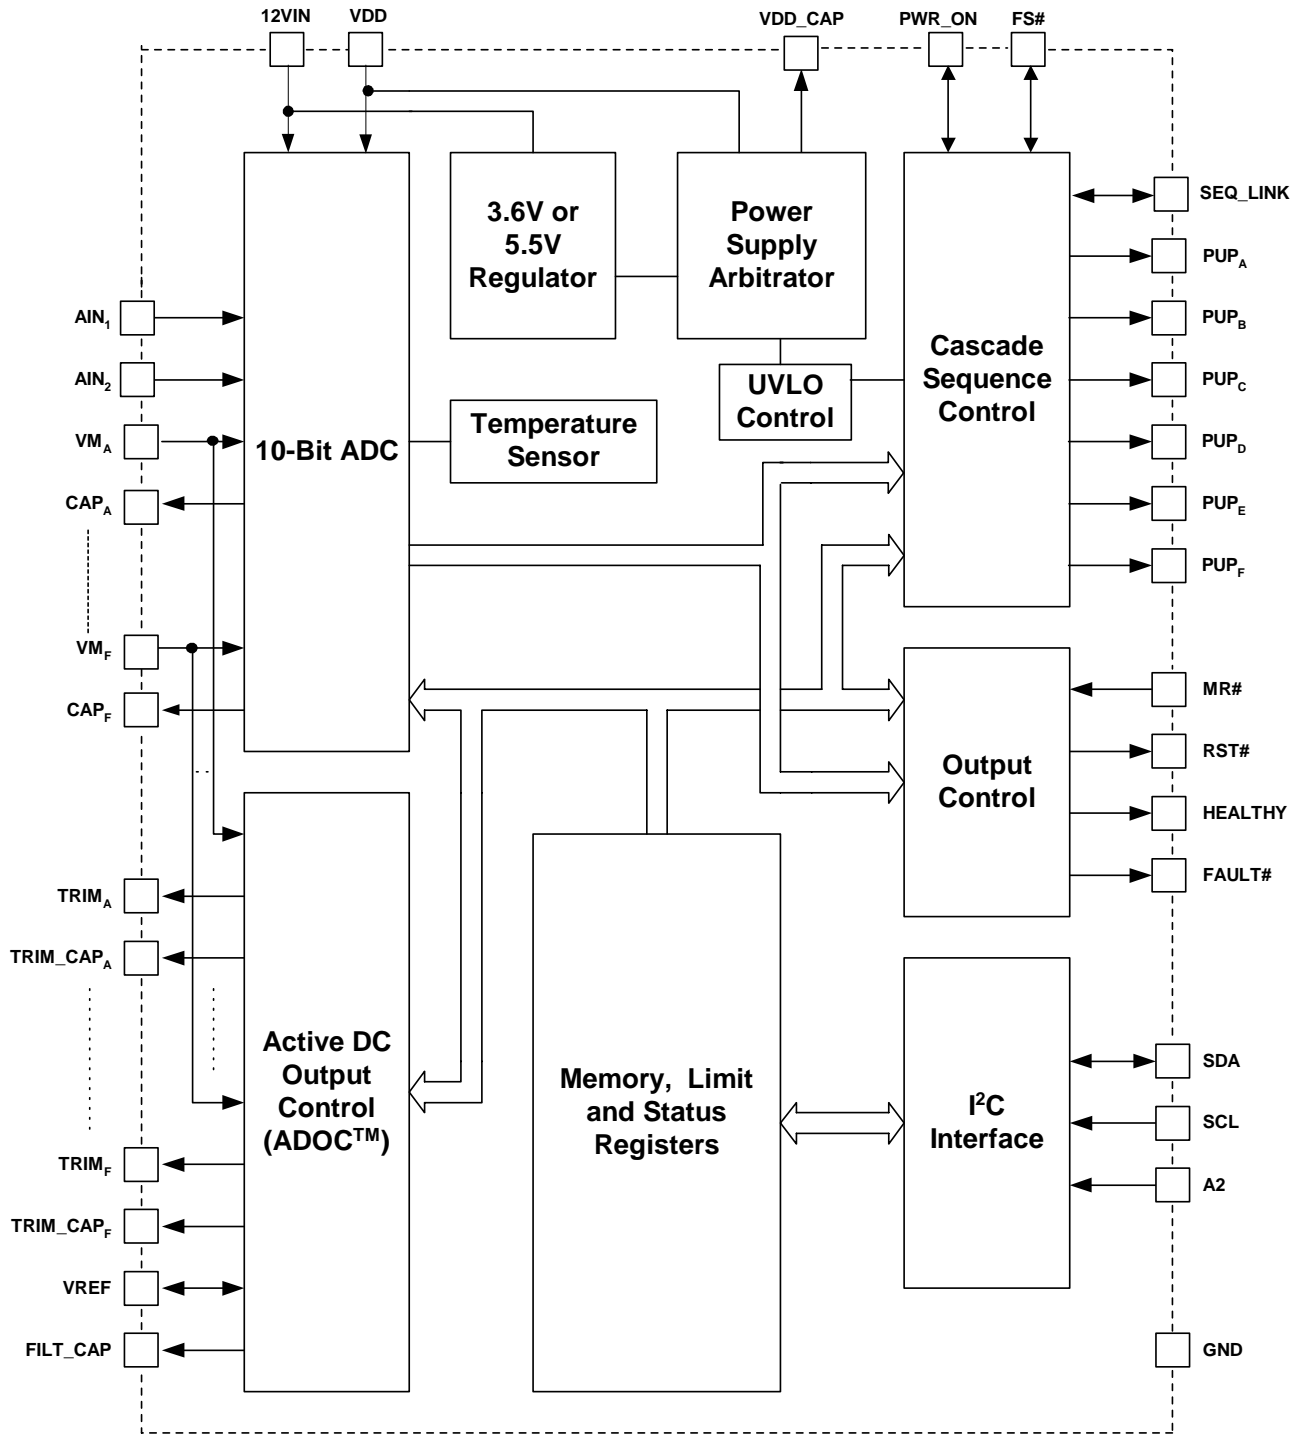 12VIN
VDD
VDD_CAP
PWR_ON
FS#
3.6V or
5.5V
Regulator
Power
Supply
Arbitrator
SEQ_LINK
PUPA
PUPB
PUPC
PUPD
PUPE
PUPF
AIN1
AIN2
VMA
CAPA
VMF
CAPF
10-Bit ADC
Temperature
Sensor
UVLO
Control
Cascade
Sequence
Control
MR#
RST#
HEALTHY
FAULT#
Output
Control
TRIMA
TRIM_CAPA
TRIMF
TRIM_CAPF
VREF
FILT_CAP
Active DC
Output
Control
(ADOC™)
Memory, Limit
and Status
Registers
I²C
Interface
SDA
SCL
A2
GND